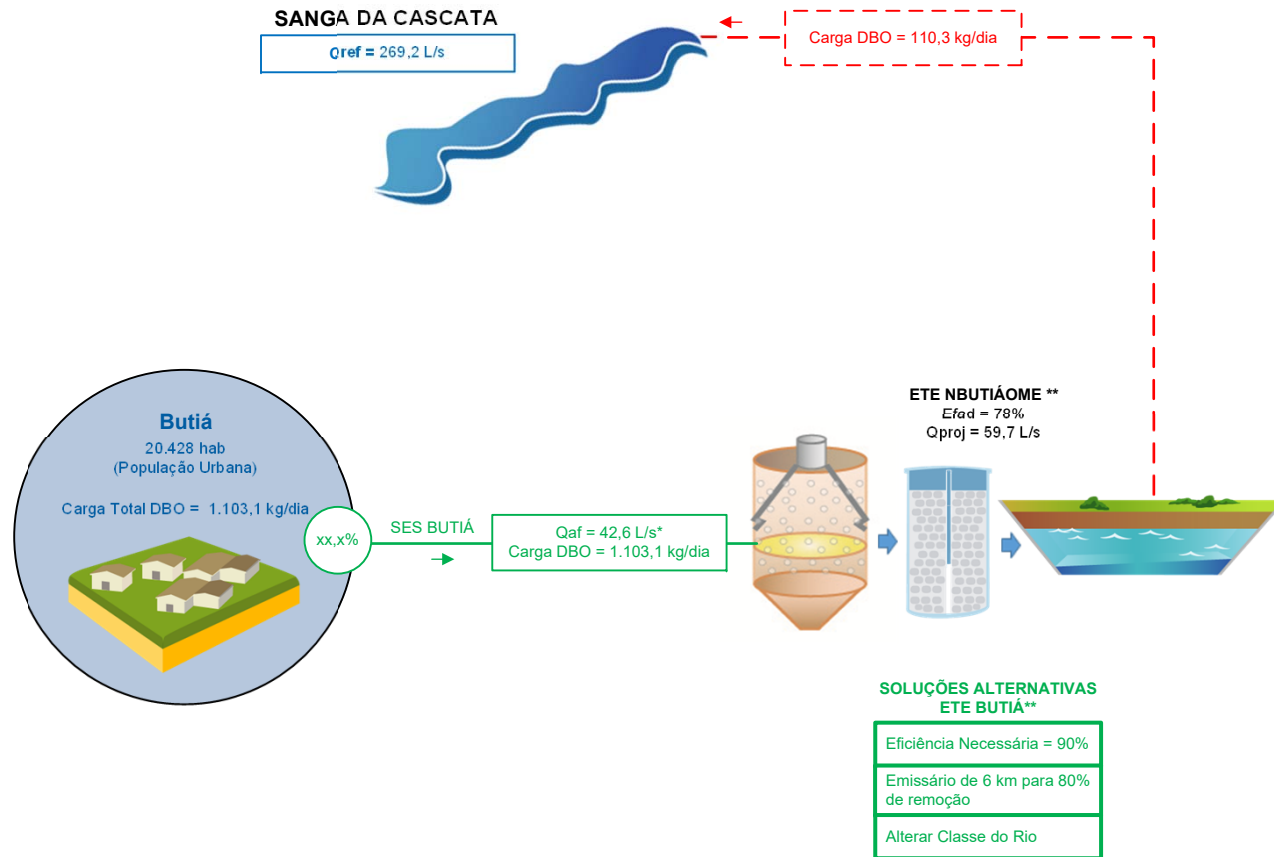 SANGA DA CASCATA
Qref = 269,2 L/s
Carga DBO = 110,3 kg/dia
Butiá
20.428 hab
(População Urbana)
Carga Total DBO = 1.103,1 kg/dia
xx,x%
SES BUTIÁ
Qaf = 42,6 L/s*
Carga DBO = 1.103,1 kg/dia
ETE NBUTIÁOME **
Efad = 78%
Qproj = 59,7 L/s
SOLUÇÕES ALTERNATIVAS
ETE BUTIÁ**
Eficiência Necessária = 90%
Emissário de 6 km para 80%
de remoção
Alterar Classe do Rio